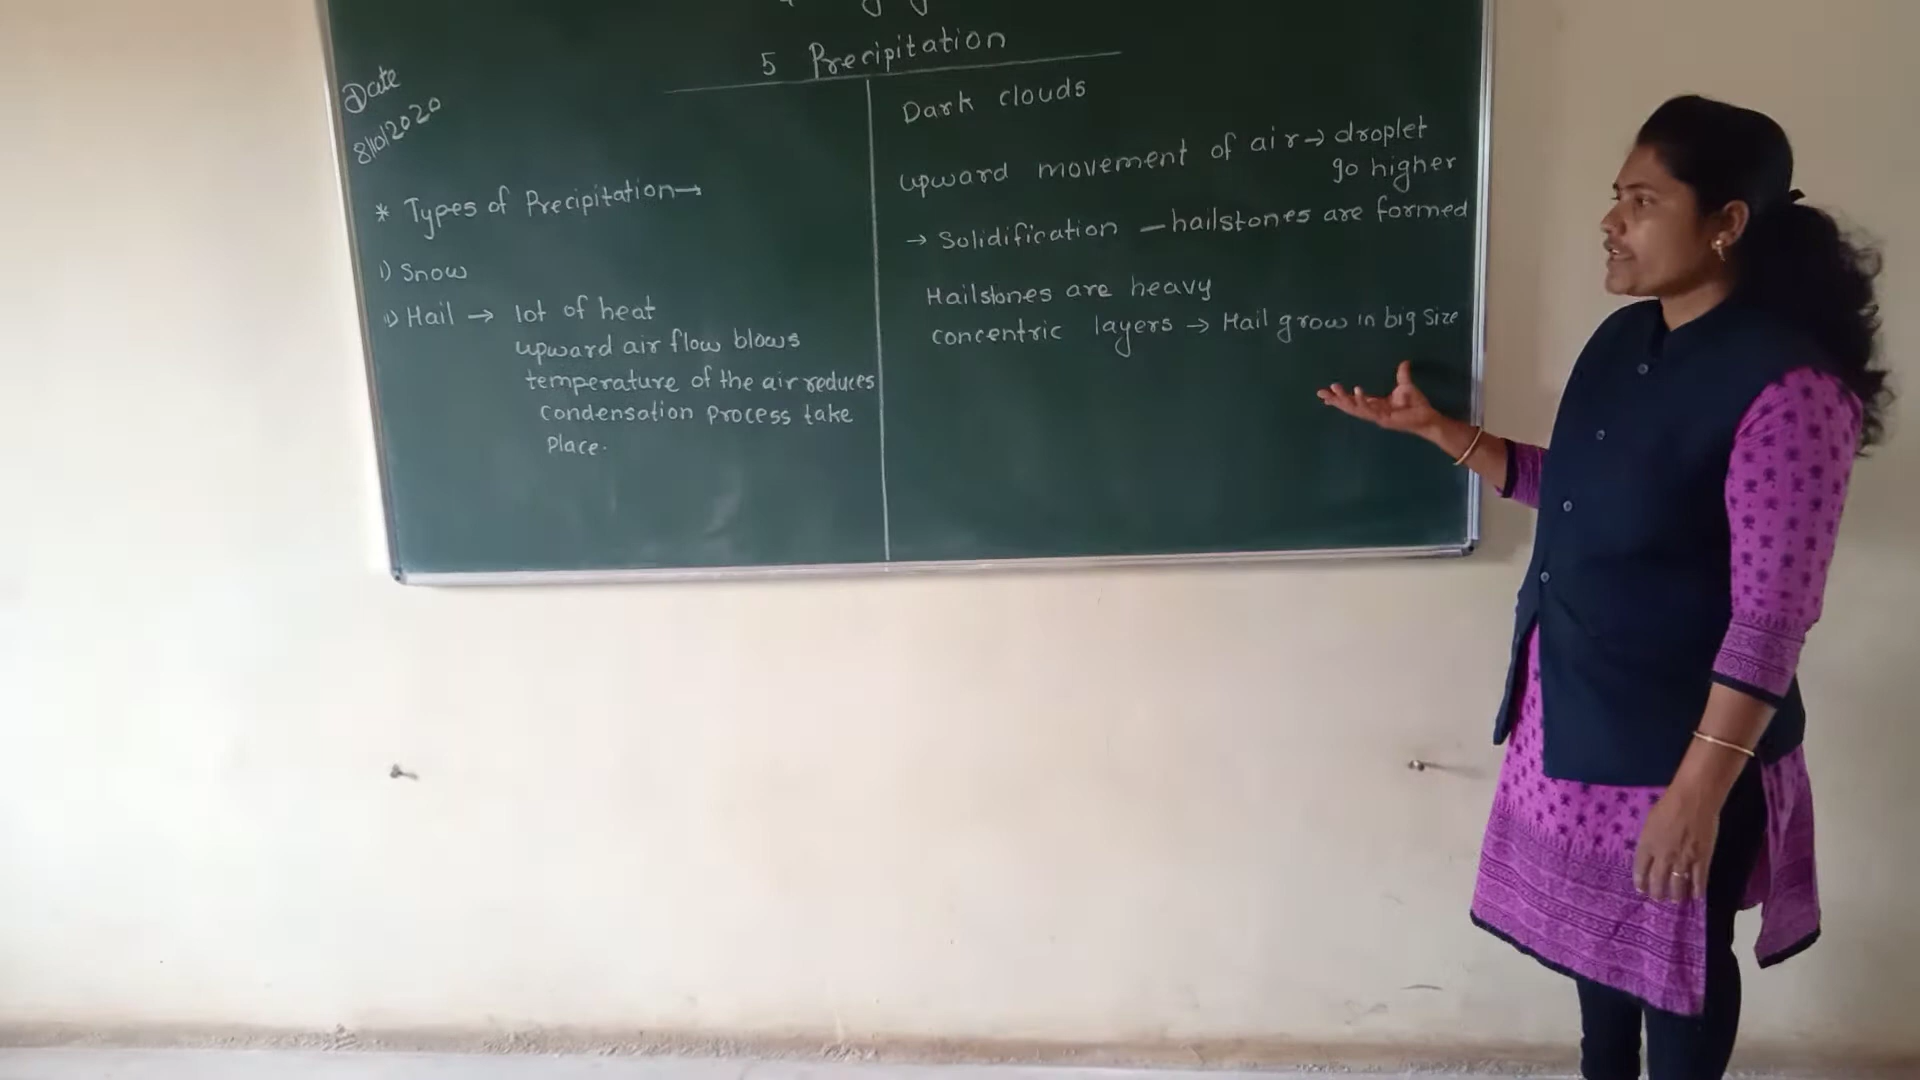 5 Precipitation
Date
8/10/2020
* Types of Precipitation→
i) Snow
ii) Hail → lot of heat
upward air flow blows
temperature of the air reduces
condensation process take
place.
Dark clouds
upward movement of air → droplet
go higher
→ Solidification — hailstones are formed
Hailstones are heavy
concentric layers → Hail grow in big size